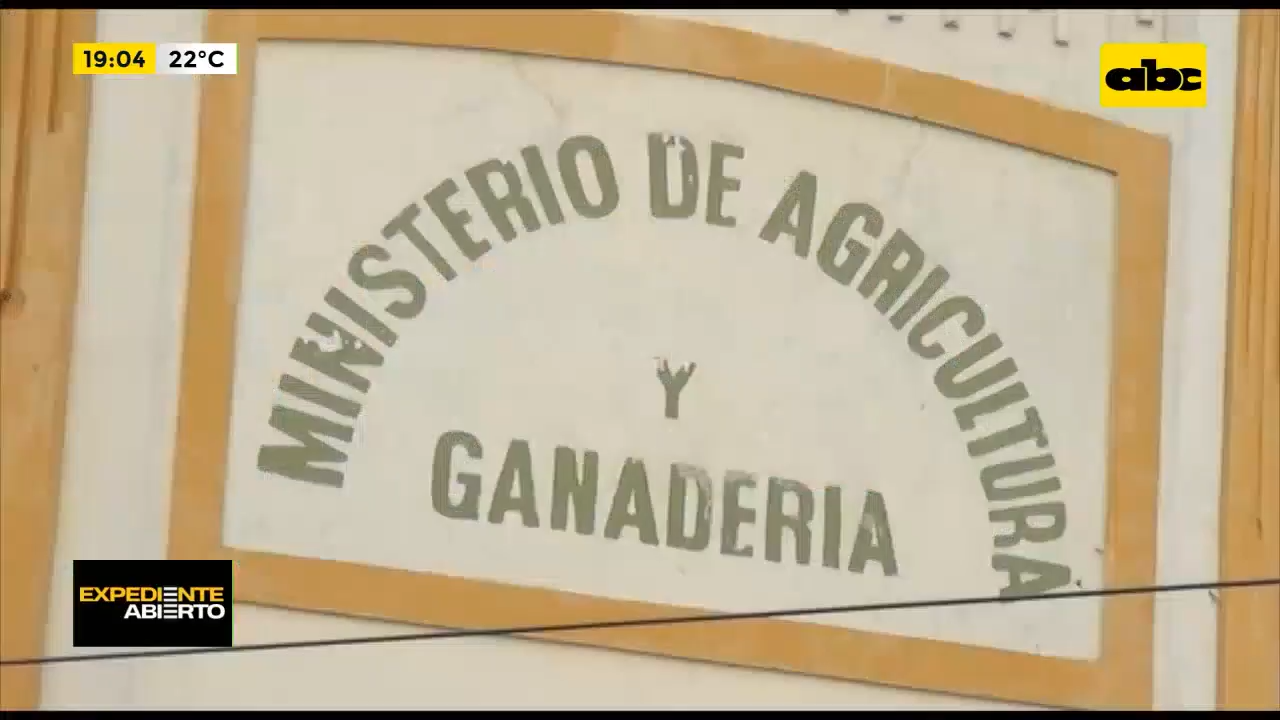 19:04 22°C
abc
MINISTERIO DE AGRICULTURA
Y
GANADERIA
EXPEDIENTE
ABIERTO